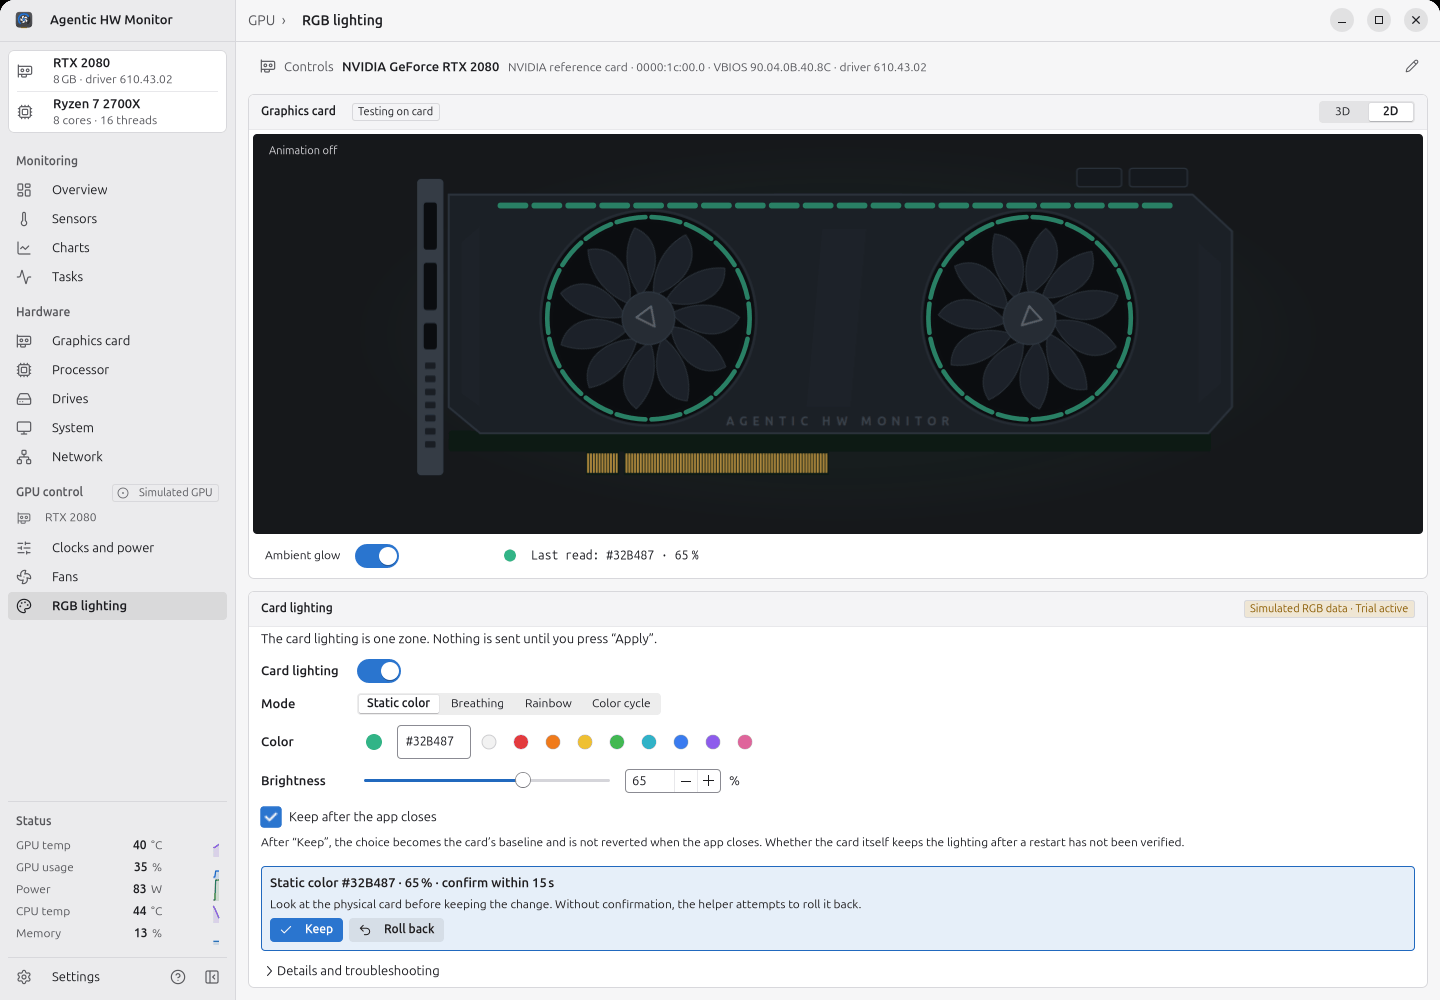 Agentic HW Monitor
GPU › RGB lighting
RTX 2080
8 GB · driver 610.43.02
Ryzen 7 2700X
8 cores · 16 threads
Monitoring
Overview
Sensors
Charts
Tasks
Hardware
Graphics card
Processor
Drives
System
Network
GPU control
Simulated GPU
RTX 2080
Clocks and power
Fans
RGB lighting
Status
GPU temp 40 °C
GPU usage 35 %
Power 83 W
CPU temp 44 °C
Memory 13 %
Settings
Controls NVIDIA GeForce RTX 2080 NVIDIA reference card · 0000:1c:00.0 · VBIOS 90.04.0B.40.8C · driver 610.43.02
Graphics card Testing on card 3D 2D
Animation off
AGENTIC HW MONITOR
Ambient glow Last read: #32B487 · 65 %
Card lighting Simulated RGB data · Trial active
The card lighting is one zone. Nothing is sent until you press “Apply”.
Card lighting
Mode Static color Breathing Rainbow Color cycle
Color #32B487
Brightness 65 %
Keep after the app closes
After “Keep”, the choice becomes the card’s baseline and is not reverted when the app closes. Whether the card itself keeps the lighting after a restart has not been verified.
Static color #32B487 · 65 % · confirm within 15 s
Look at the physical card before keeping the change. Without confirmation, the helper attempts to roll it back.
Keep Roll back
Details and troubleshooting